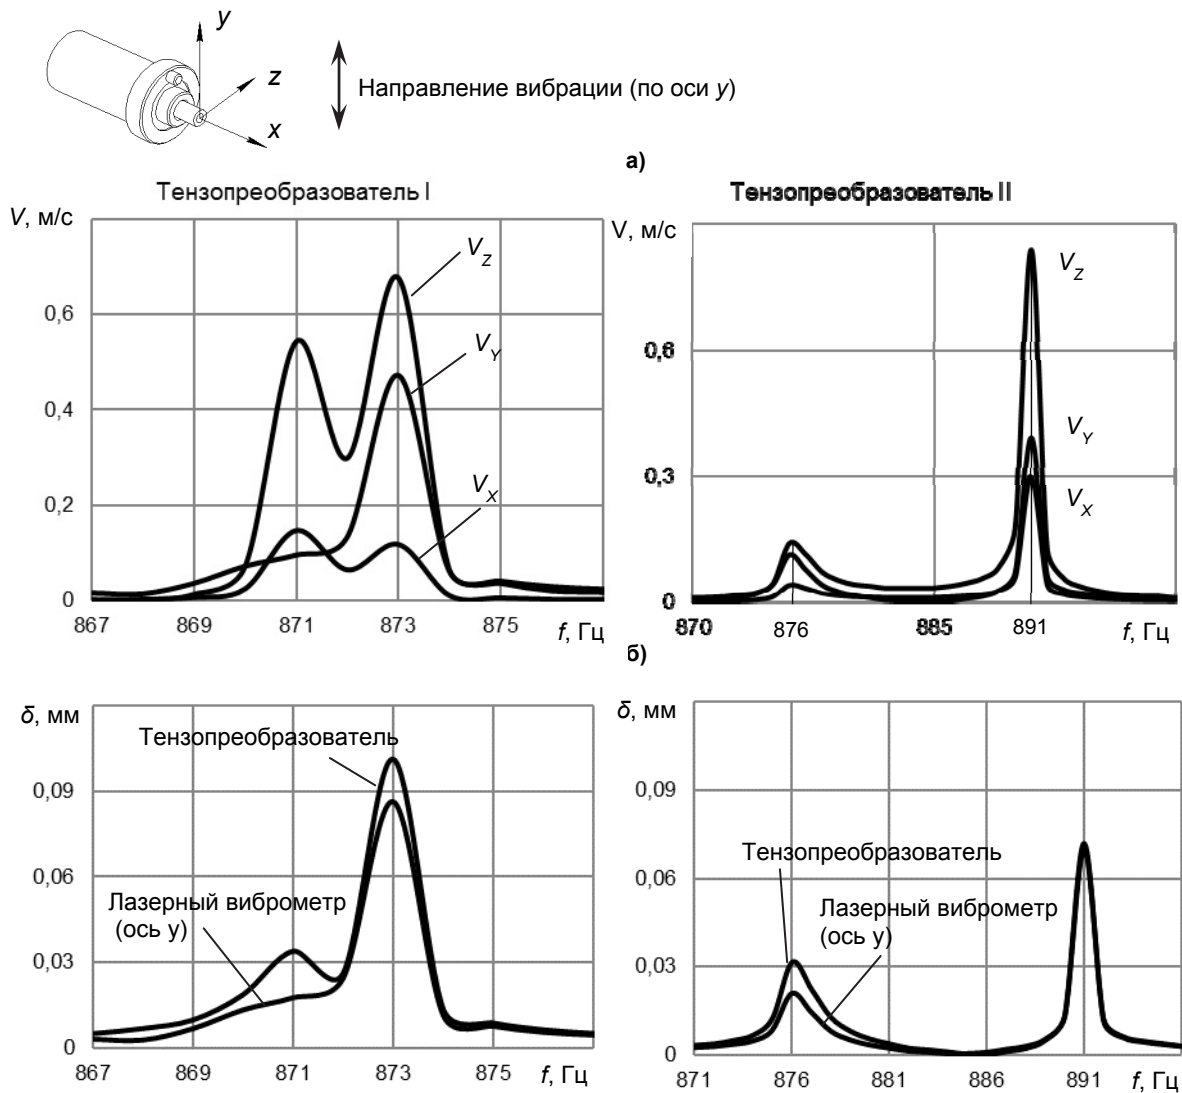 y
z
x
Направление вибрации (по оси y)
а)
Тензопреобразователь I
V, м/с
V_Z
0,6
V_Y
0,4
V_X
0,2
0
867 869 871 873 875 f, Гц
Тензопреобразователь II
V, м/с
V_Z
0,6
V_Y
0,3
V_X
0
870 876 885 891 f, Гц
б)
δ, мм
Тензопреобразователь
0,09
0,06
Лазерный виброметр
(ось y)
0,03
0
867 869 871 873 875 f, Гц
δ, мм
0,09
Тензопреобразователь
0,06
Лазерный виброметр
(ось y)
0,03
0
871 876 881 886 891 f, Гц